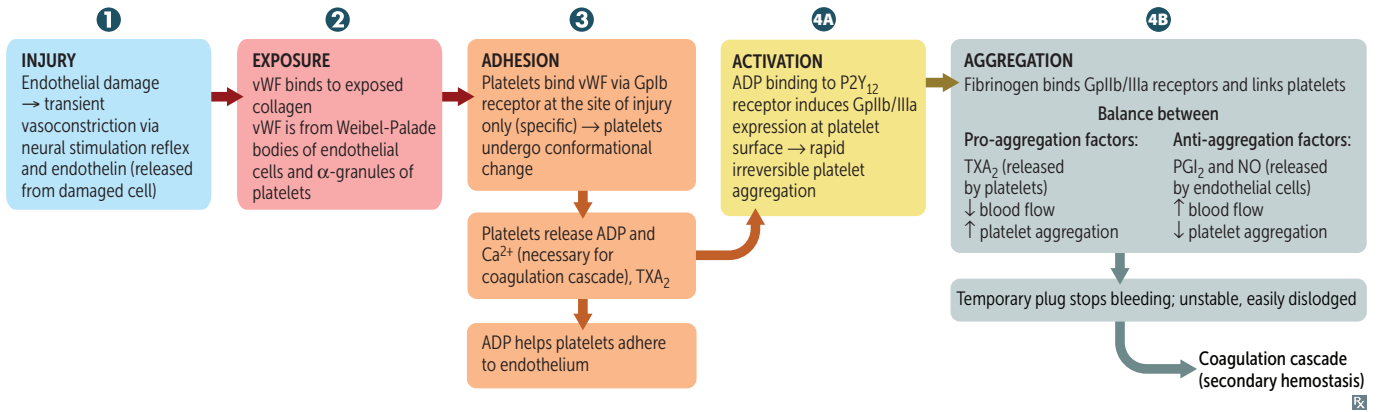 1
INJURY
Endothelial damage
→ transient
vasoconstriction via
neural stimulation reflex
and endothelin (released
from damaged cell)
2
EXPOSURE
vWF binds to exposed
collagen
vWF is from Weibel-Palade
bodies of endothelial
cells and α-granules of
platelets
3
ADHESION
Platelets bind vWF via GpIb
receptor at the site of injury
only (specific) → platelets
undergo conformational
change
Platelets release ADP and
Ca²⁺ (necessary for
coagulation cascade), TXA₂
ADP helps platelets adhere
to endothelium
4A
ACTIVATION
ADP binding to P2Y₁₂
receptor induces GpIIb/IIIa
expression at platelet
surface → rapid
irreversible platelet
aggregation
4B
AGGREGATION
Fibrinogen binds GpIIb/IIIa receptors and links platelets
Balance between
Pro-aggregation factors:
TXA₂ (released
by platelets)
↓ blood flow
↑ platelet aggregation
Anti-aggregation factors:
PGI₂ and NO (released
by endothelial cells)
↑ blood flow
↓ platelet aggregation
Temporary plug stops bleeding; unstable, easily dislodged
Coagulation cascade
(secondary hemostasis)
Rx